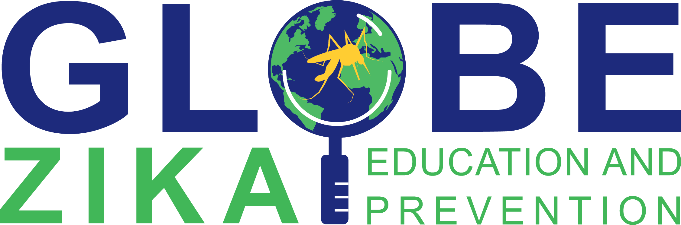 GLOBE
ZIKA
EDUCATION AND
PREVENTION